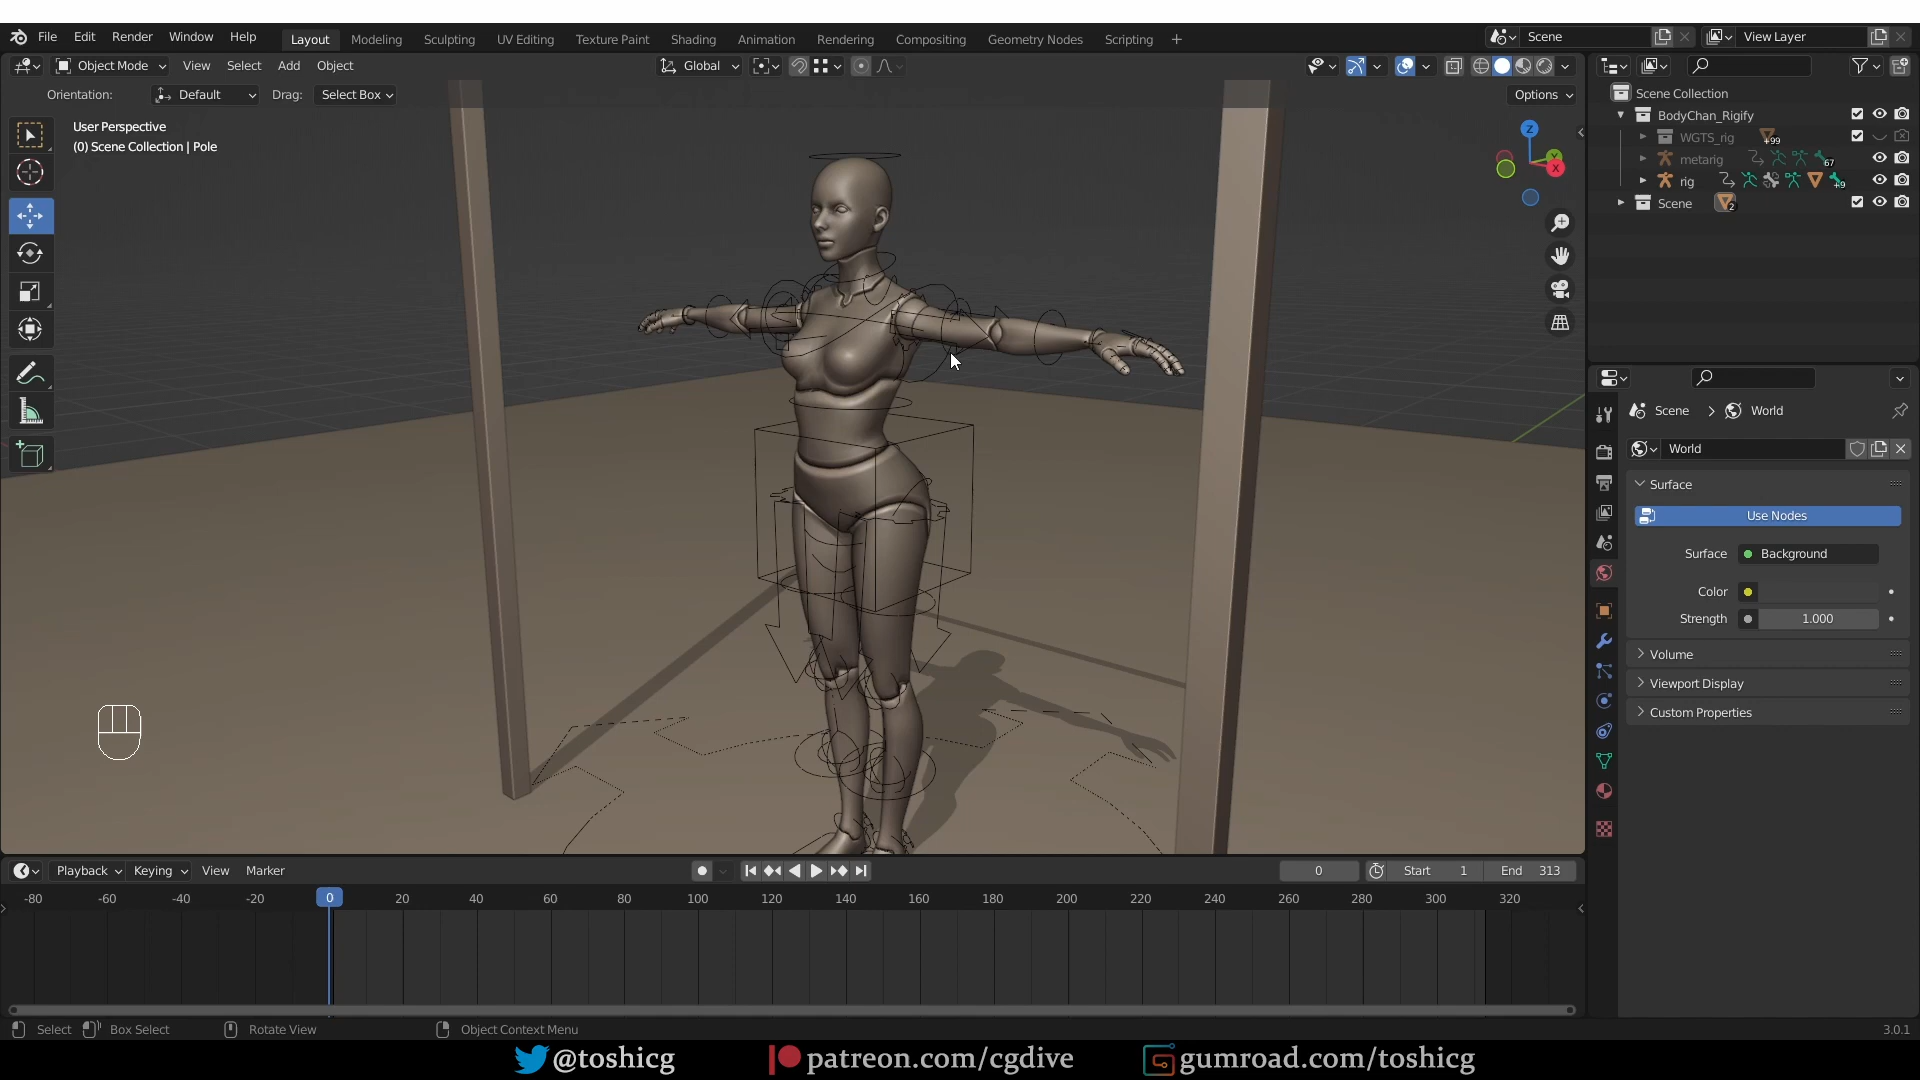 File Edit Render Window Help Layout Modeling Sculpting UV Editing Texture Paint Shading Animation Rendering Compositing Geometry Nodes Scripting + Scene View Layer
Object Mode View Select Add Object Global
Orientation: Default Drag: Select Box Options
User Perspective
(0) Scene Collection | Pole
Z
Y
X
Scene Collection
BodyChan_Rigify
WGTS_rig +99
metarig 67
rig +9
Scene 2
Scene > World
World
Surface
Use Nodes
Surface Background
Color
Strength 1.000
Volume
Viewport Display
Custom Properties
Playback Keying View Marker 0 Start 1 End 313
-80 -60 -40 -20 0 20 40 60 80 100 120 140 160 180 200 220 240 260 280 300 320
Select Box Select Rotate View Object Context Menu 3.0.1
@toshicg patreon.com/cgdive gumroad.com/toshicg